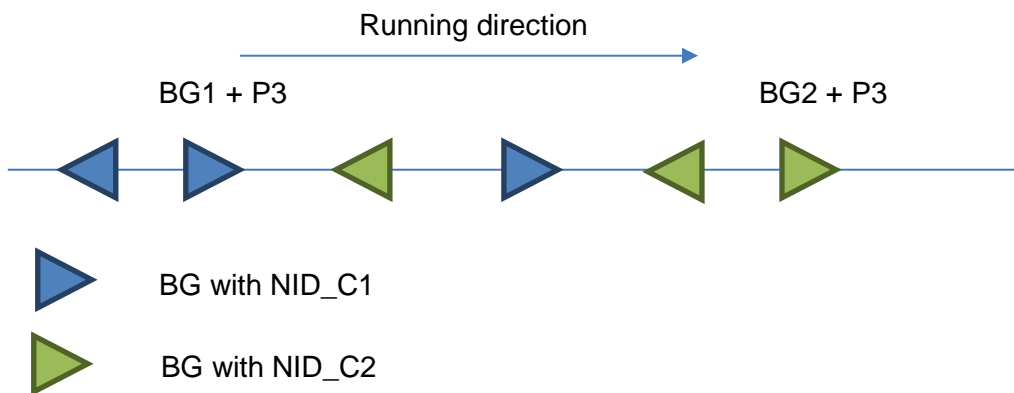 Running direction
BG1 + P3
BG2 + P3
BG with NID_C1
BG with NID_C2